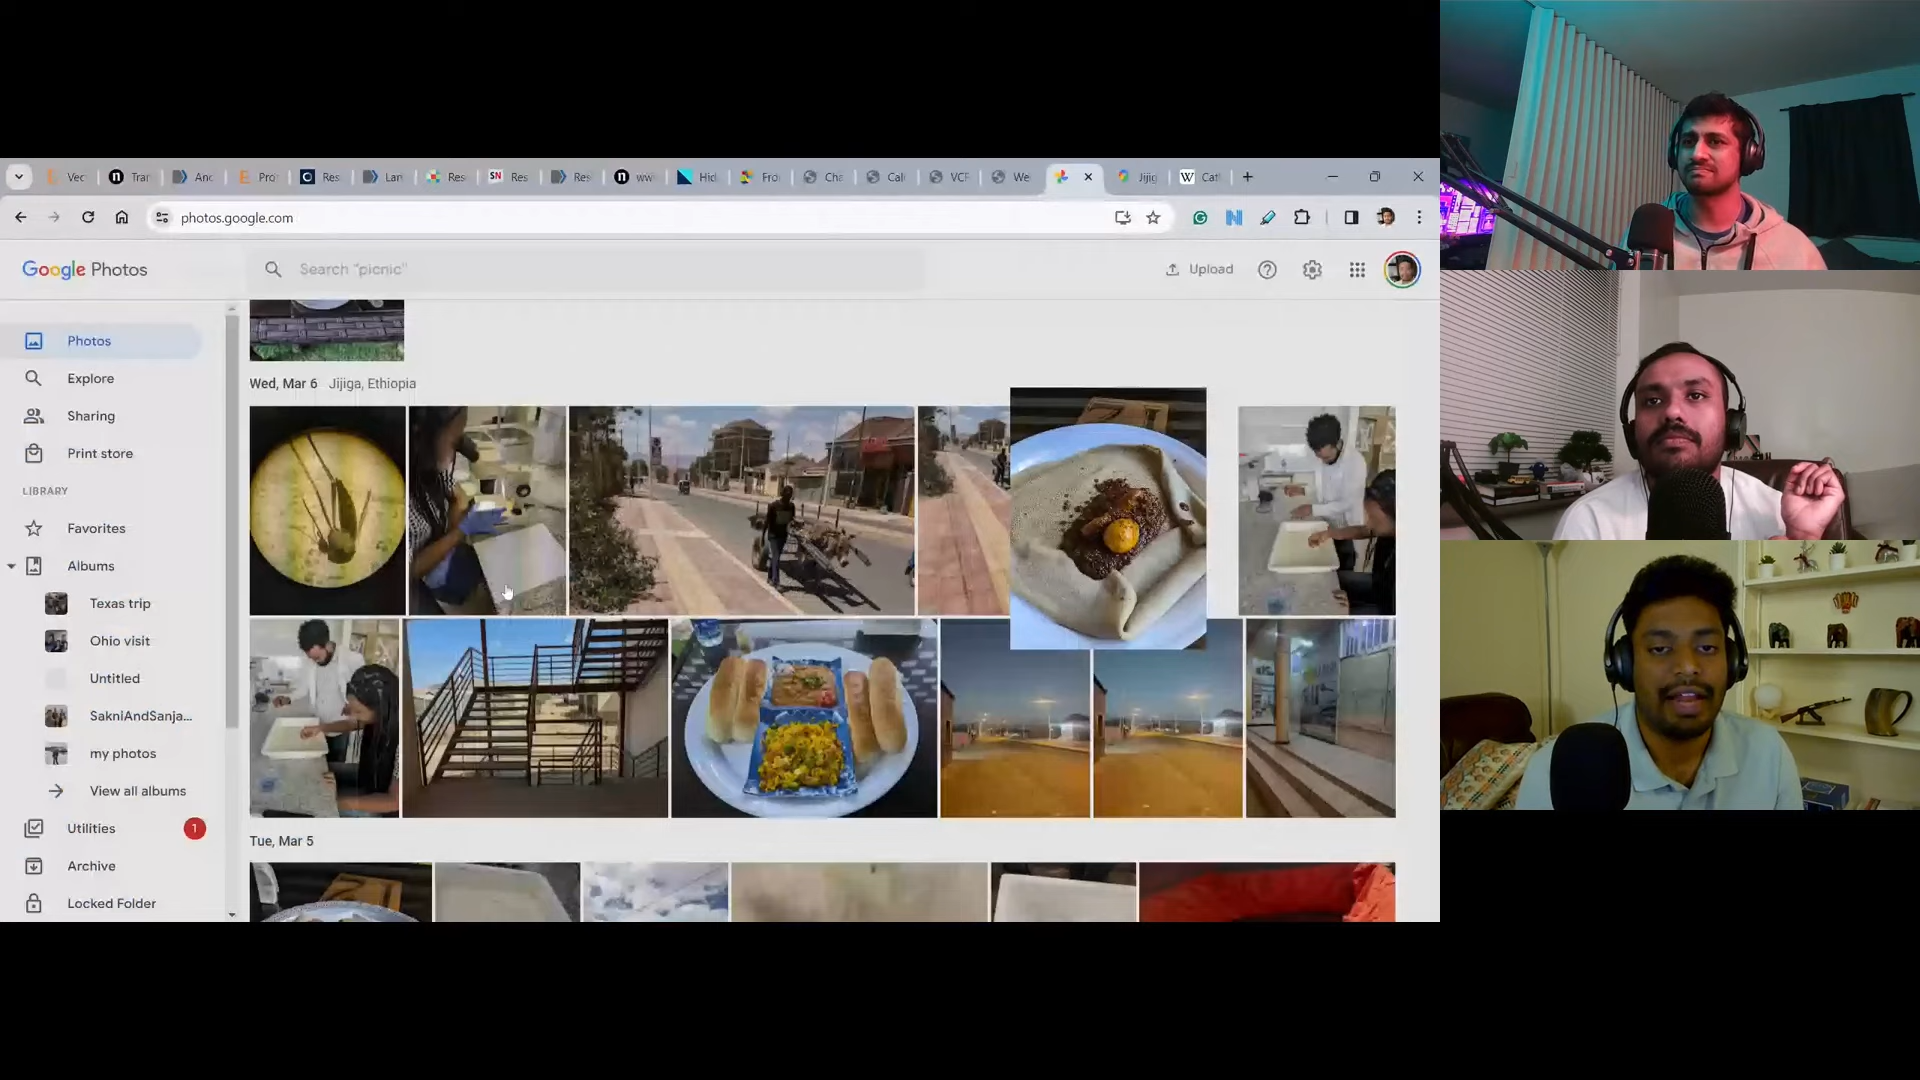 Vec
Tran
Anc
Pro
Res
Lan
Res
SN Res
Res
ww
Hid
Fro
Cha
Cali
VCF
We
Jijig
W Cat
photos.google.com
Google Photos
Search "picnic"
Upload
Photos
Explore
Sharing
Print store
LIBRARY
Favorites
Albums
Texas trip
Ohio visit
Untitled
SakniAndSanja...
my photos
View all albums
Utilities
1
Archive
Locked Folder
Wed, Mar 6 Jijiga, Ethiopia
Tue, Mar 5